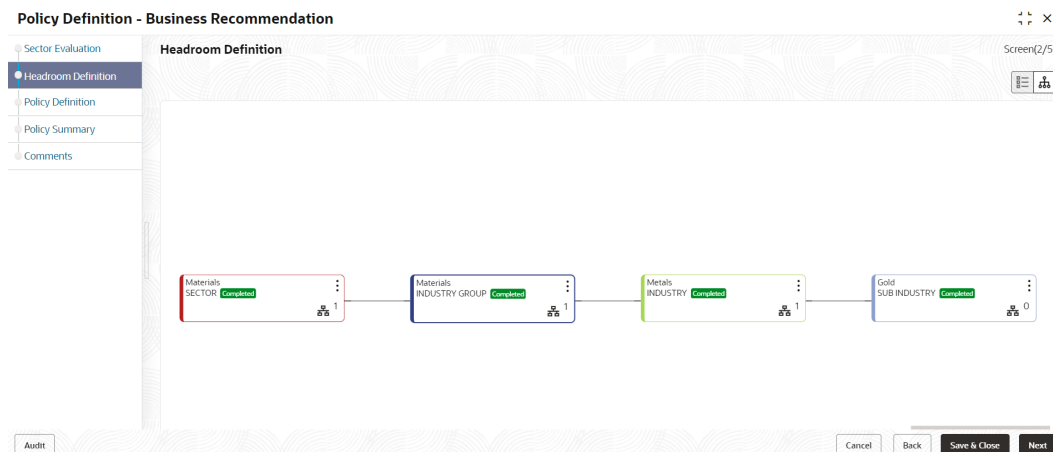 Policy Definition - Business Recommendation
Sector Evaluation
Headroom Definition
Policy Definition
Policy Summary
Comments
Headroom Definition
Screen(2/5
Materials
SECTOR Completed
1
Materials
INDUSTRY GROUP Completed
1
Metals
INDUSTRY Completed
1
Gold
SUB INDUSTRY Completed
0
Audit
Cancel
Back
Save & Close
Next